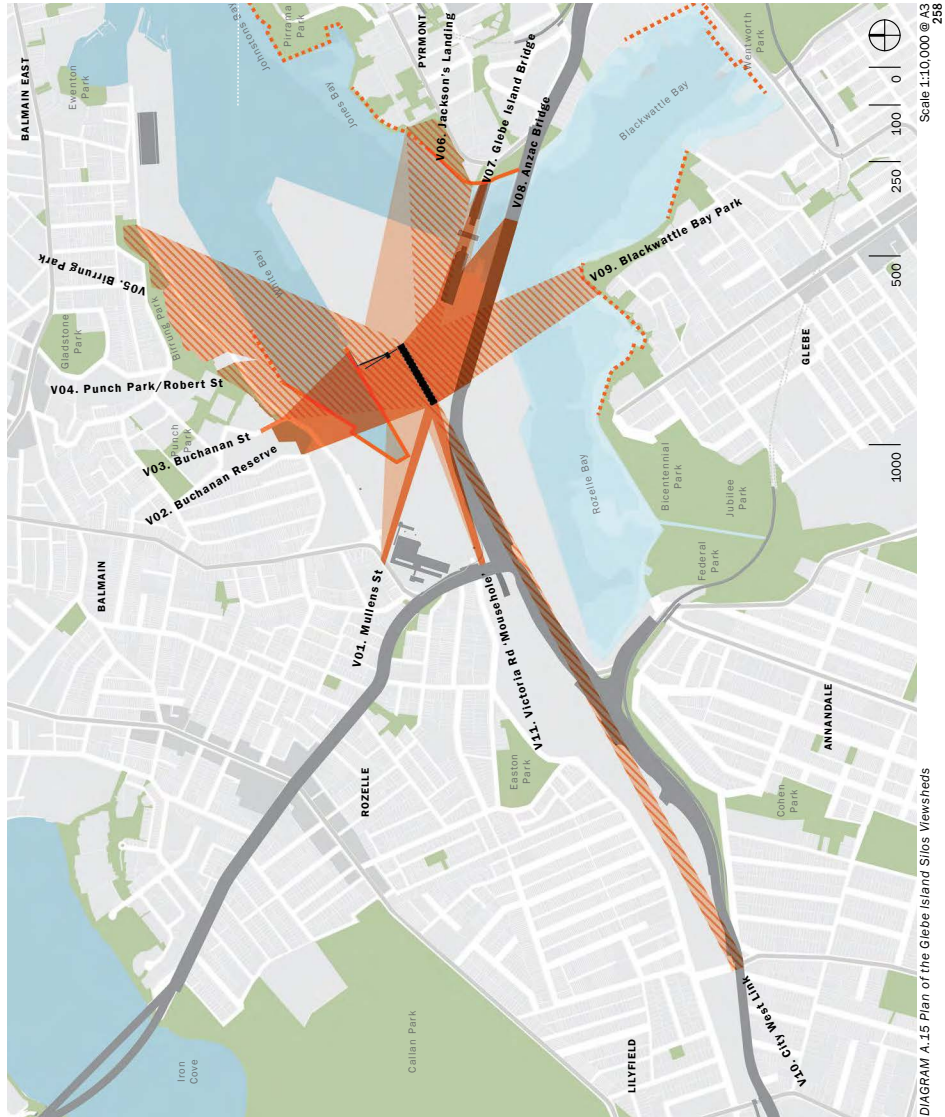 BALMAIN EAST
Ewenton
Park
Johnstons Bay
Pirrama
Park
Jones Bay
PYRMONT
V06. Jackson's Landing
V07. Glebe Island Bridge
V08. Anzac Bridge
Wentworth
Park
Blackwattle Bay
V05. Birrung Park
Birrung Park
White Bay
Gladstone
Park
V04. Punch Park/Robert St
V03. Buchanan St
Punch
Park
V02. Buchanan Reserve
V09. Blackwattle Bay Park
BALMAIN
V01. Mullens St
V11. Victoria Rd 'Mousehole'
Rozelle Bay
Bicentennial
Park
Jubilee
Park
Federal
Park
GLEBE
ROZELLE
Easton
Park
ANNANDALE
Cohen
Park
Iron
Cove
Callan Park
LILYFIELD
V10. City West Link
0
100
250
500
1000
Scale 1:10,000 @ A3
258
DIAGRAM A.15 Plan of the Glebe Island Silos Viewsheds